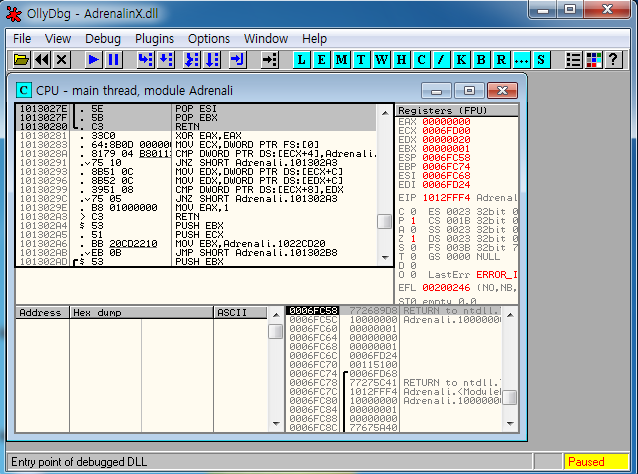 OllyDbg - AdrenalinX.dll
File View Debug Plugins Options Window Help
L E M T W H C / K B R ... S ?
C CPU - main thread, module Adrenali
1013027E . 5E POP ESI
1013027F . 5B POP EBX
10130280 . C3 RETN
10130281 . 33C0 XOR EAX,EAX
10130283 . 64:8B0D 000000 MOV ECX,DWORD PTR FS:[0]
1013028A . 8179 04 B80113 CMP DWORD PTR DS:[ECX+4],Adrenali.
10130291 . 75 10 JNZ SHORT Adrenali.101302A3
10130293 . 8B51 0C MOV EDX,DWORD PTR DS:[ECX+C]
10130296 . 8B52 0C MOV EDX,DWORD PTR DS:[EDX+C]
10130299 . 3951 08 CMP DWORD PTR DS:[ECX+8],EDX
1013029C . 75 05 JNZ SHORT Adrenali.101302A3
1013029E . B8 01000000 MOV EAX,1
101302A3 > C3 RETN
101302A4 $ 53 PUSH EBX
101302A5 . 51 PUSH ECX
101302A6 . BB 20CD2210 MOV EBX,Adrenali.1022CD20
101302AB . EB 0B JMP SHORT Adrenali.101302B8
101302AD $ 53 PUSH EBX
Registers (FPU)
EAX 00000000
ECX 0006FD00
EDX 00000020
EBX 00000001
ESP 0006FC58
EBP 0006FC74
ESI 0006FC68
EDI 0006FD24
EIP 1012FFF4 Adrenal
C 0 ES 0023 32bit 0
P 1 CS 001B 32bit
A 0 SS 0023 32bit
Z 1 DS 0023 32bit
S 0 FS 003B 32bit
T 0 GS 0000 NULL
D 0
O 0 LastErr ERROR_I
EFL 00200246 (NO,NB,
ST0 empty 0.0
Address Hex dump ASCII
0006FC58 772689D8 RETURN to ntdll.
0006FC5C 10000000 Adrenali.10000000
0006FC60 00000001
0006FC64 00000000
0006FC68 00000001
0006FC6C 0006FD24
0006FC70 00115100
0006FC74 0006FD68
0006FC78 77275C41 RETURN to ntdll.
0006FC7C 1012FFF4 Adrenali.<Module
0006FC80 10000000 Adrenali.10000000
0006FC84 00000001
0006FC88 00000000
0006FC8C 77675A40
Entry point of debugged DLL
Paused